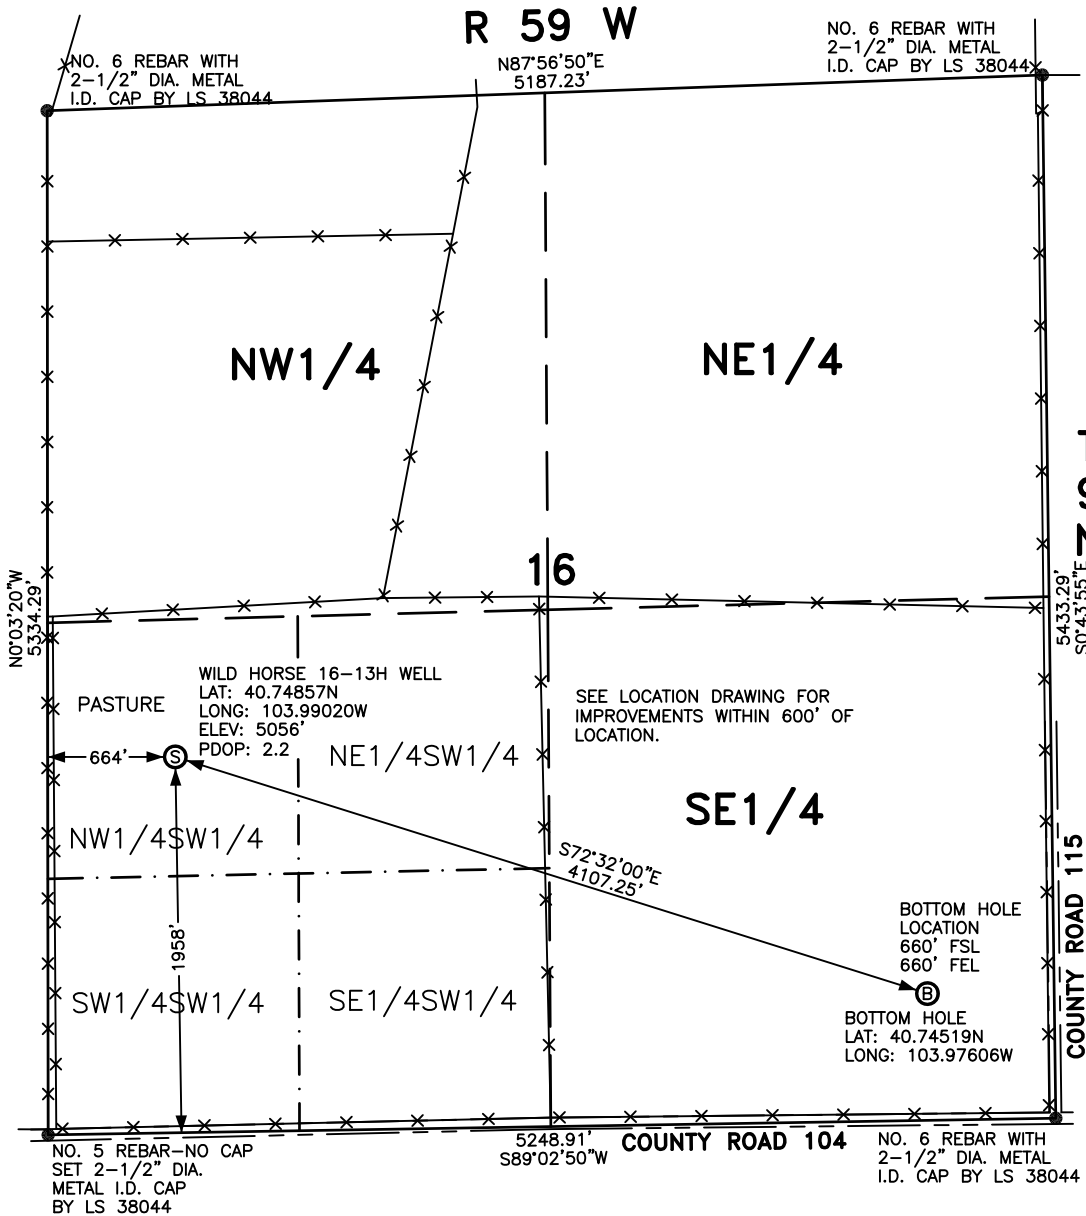 R 59 W
N87°56'50"E
5187.23'
NO. 6 REBAR WITH
2-1/2" DIA. METAL
I.D. CAP BY LS 38044
NO. 6 REBAR WITH
2-1/2" DIA. METAL
I.D. CAP BY LS 38044
NW1/4
NE1/4
16
N0°03'20"W
5334.29'
5433.29'
S0°43'55"E
WILD HORSE 16-13H WELL
LAT: 40.74857N
LONG: 103.99020W
ELEV: 5056'
PDOP: 2.2
PASTURE
664'
S
SEE LOCATION DRAWING FOR
IMPROVEMENTS WITHIN 600' OF
LOCATION.
NE1/4SW1/4
NW1/4SW1/4
SE1/4
S72°32'00"E
4107.25'
1958'
SW1/4SW1/4
SE1/4SW1/4
BOTTOM HOLE
LOCATION
660' FSL
660' FEL
B
BOTTOM HOLE
LAT: 40.74519N
LONG: 103.97606W
COUNTY ROAD 115
5248.91'
S89°02'50"W
COUNTY ROAD 104
NO. 5 REBAR-NO CAP
SET 2-1/2" DIA.
METAL I.D. CAP
BY LS 38044
NO. 6 REBAR WITH
2-1/2" DIA. METAL
I.D. CAP BY LS 38044